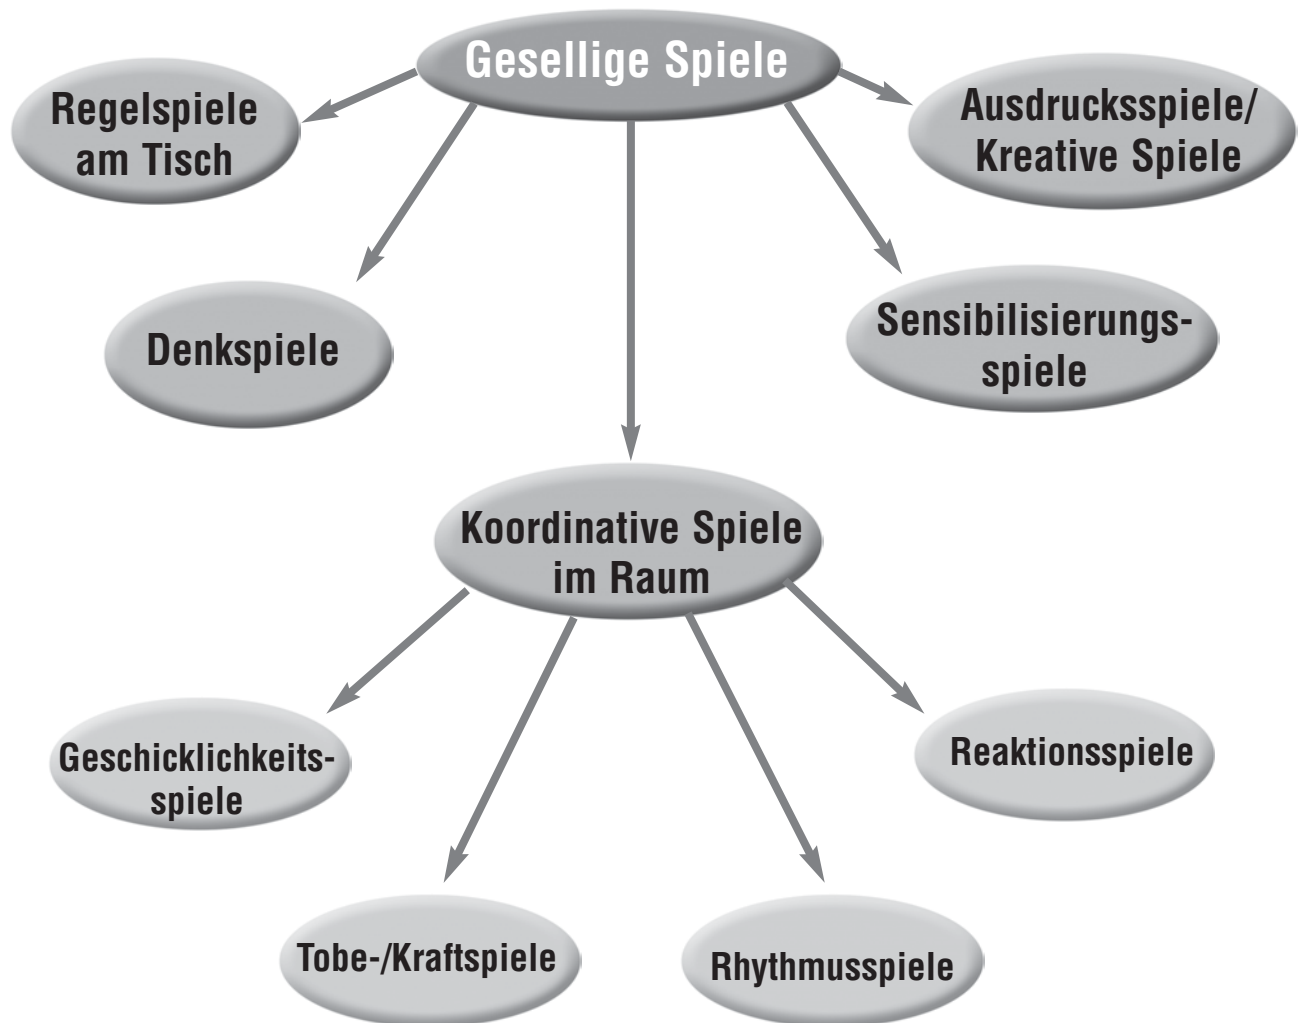 Gesellige Spiele
Regelspiele
am Tisch
Ausdrucksspiele/
Kreative Spiele
Denkspiele
Sensibilisierungs-
spiele
Koordinative Spiele
im Raum
Geschicklichkeits-
spiele
Reaktionsspiele
Tobe-/Kraftspiele
Rhythmusspiele